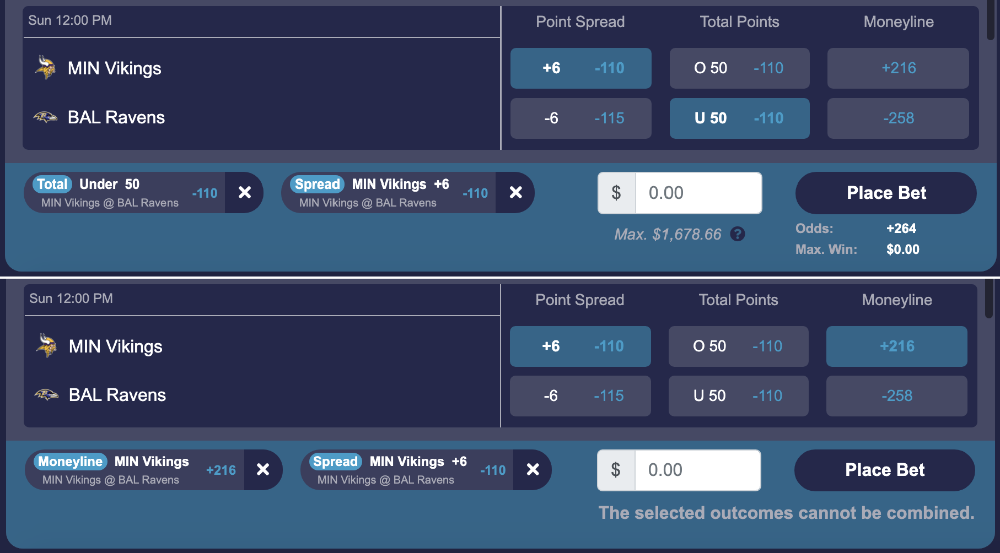 Sun 12:00 PM
Point Spread Total Points Moneyline
MIN Vikings +6 -110 O 50 -110 +216
BAL Ravens -6 -115 U 50 -110 -258
Total Under 50 -110
MIN Vikings @ BAL Ravens
Spread MIN Vikings +6 -110
MIN Vikings @ BAL Ravens
$ 0.00
Place Bet
Max. $1,678.66 ?
Odds: +264
Max. Win: $0.00
Sun 12:00 PM
Point Spread Total Points Moneyline
MIN Vikings +6 -110 O 50 -110 +216
BAL Ravens -6 -115 U 50 -110 -258
Moneyline MIN Vikings +216
MIN Vikings @ BAL Ravens
Spread MIN Vikings +6 -110
MIN Vikings @ BAL Ravens
$ 0.00
Place Bet
The selected outcomes cannot be combined.